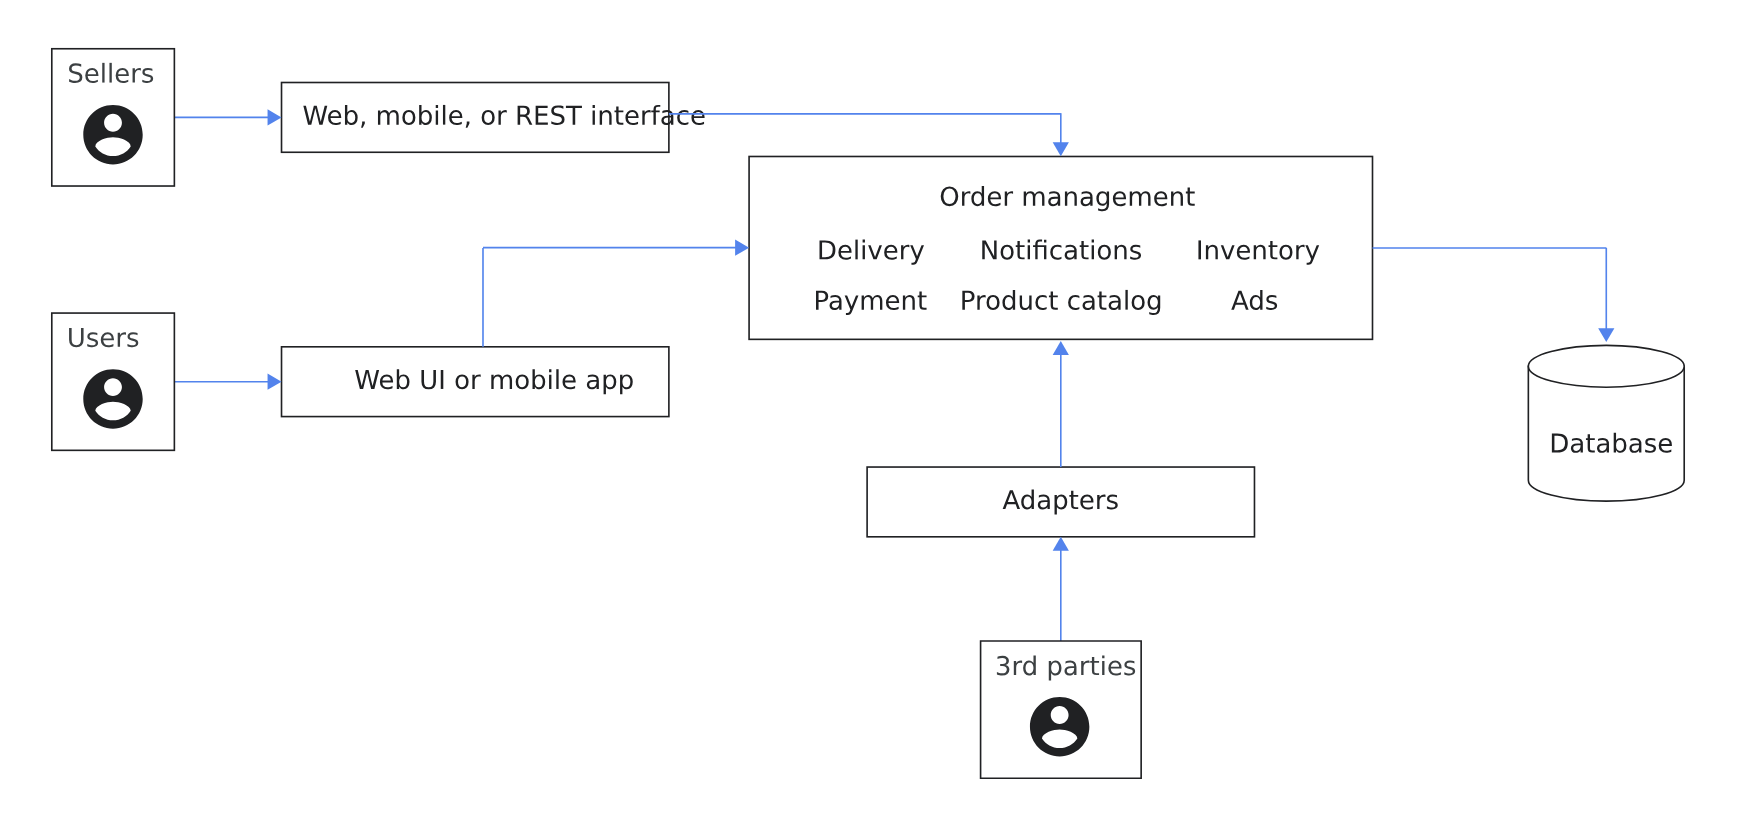 Sellers
Web, mobile, or REST interface
Order management
Delivery Notifications Inventory
Payment Product catalog Ads
Users
Web UI or mobile app
Database
Adapters
3rd parties